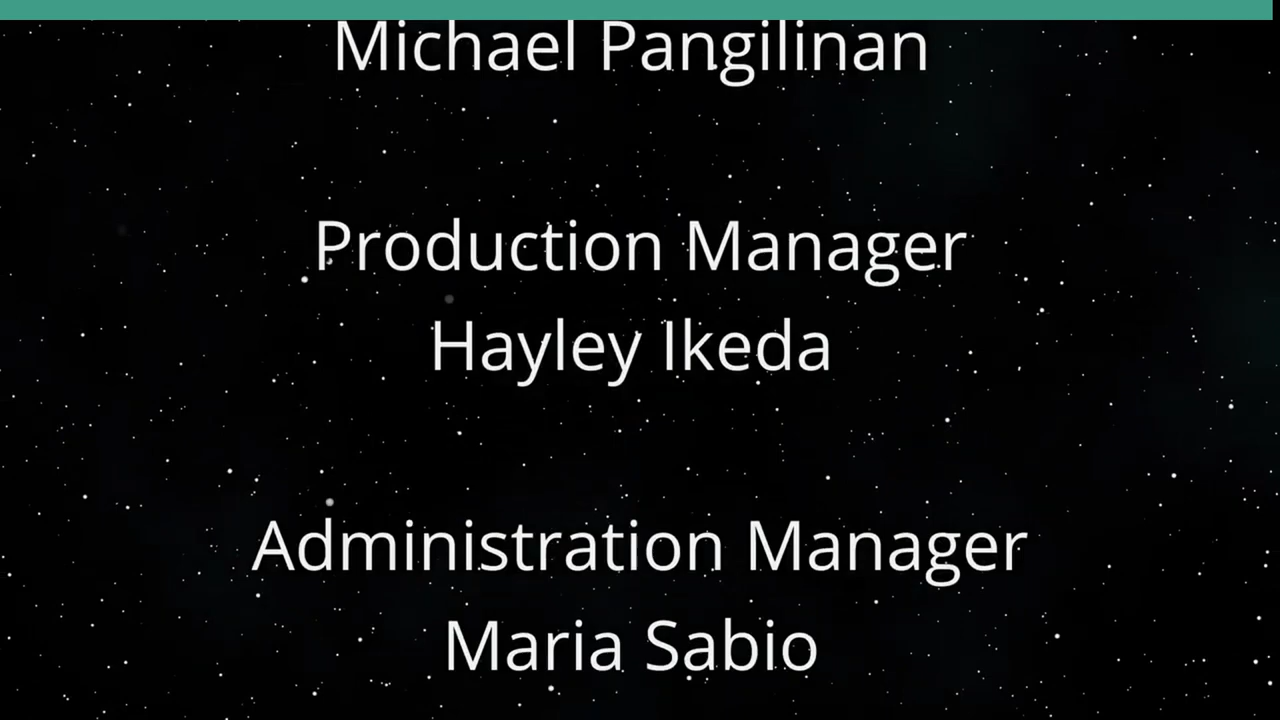 Michael Pangilinan
Production Manager
Hayley Ikeda
Administration Manager
Maria Sabio